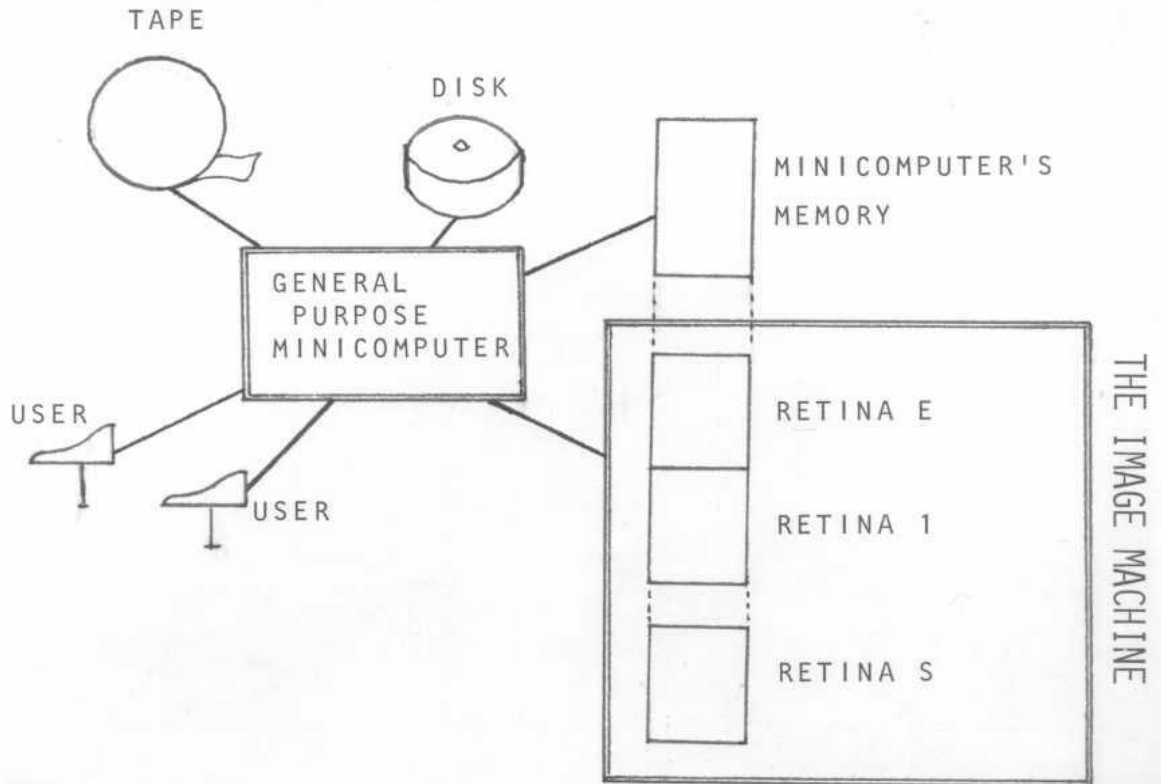 TAPE
DISK
MINICOMPUTER'S
MEMORY
GENERAL
PURPOSE
MINICOMPUTER
USER
USER
RETINA E
RETINA 1
RETINA S
THE IMAGE MACHINE